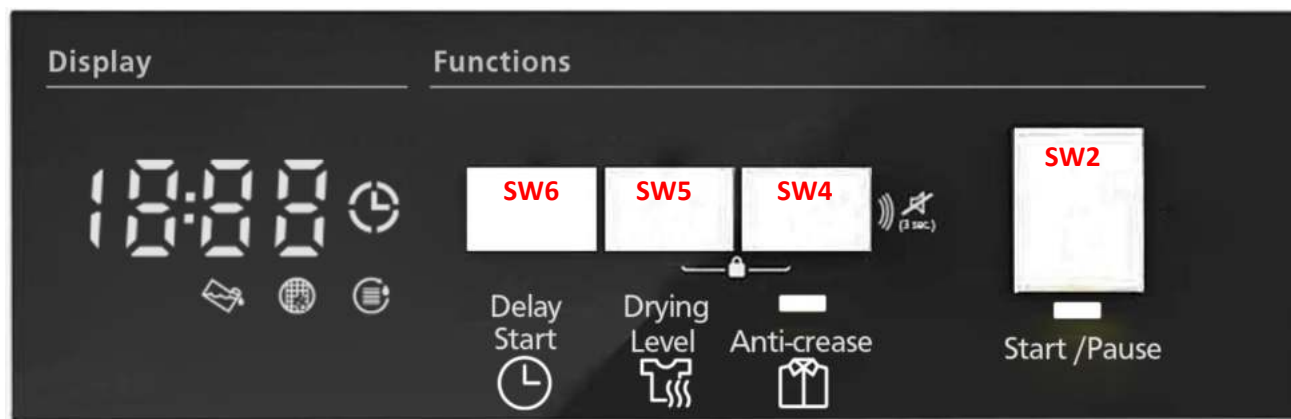 Display
Functions
18:88
SW6
SW5
SW4
SW2
(3 sec.)
Delay
Start
Drying
Level
Anti-crease
Start /Pause